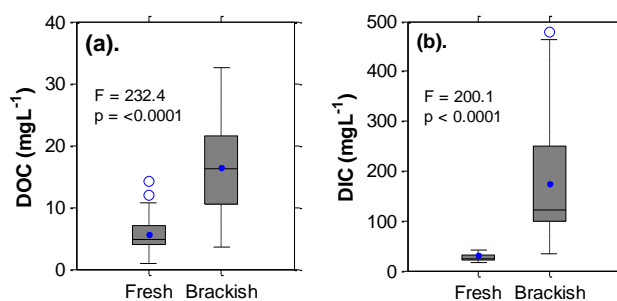 (a).
DOC (mgL-1)
40
30
20
10
0
F = 232.4
p = <0.0001
Fresh Brackish
(b).
DIC (mgL-1)
500
400
300
200
100
0
F = 200.1
p < 0.0001
Fresh Brackish